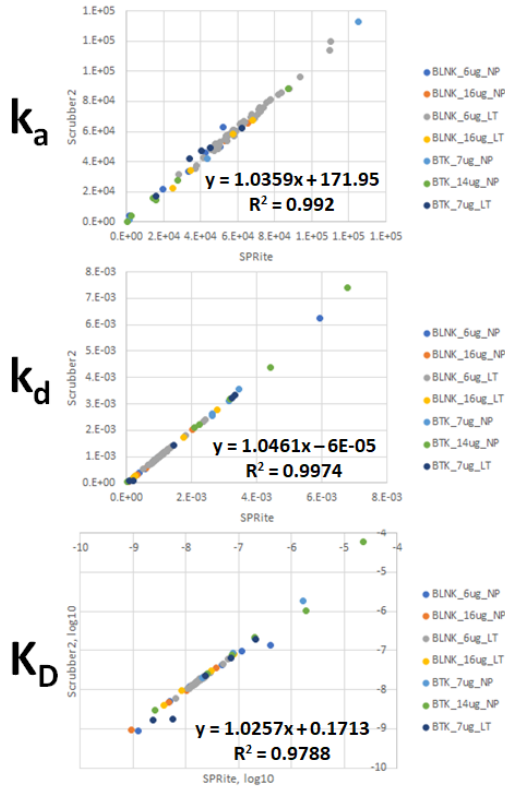 ka
Scrubber2
1.E+05
1.E+05
1.E+05
8.E+04
6.E+04
4.E+04
2.E+04
0.E+00
0.E+00 2.E+04 4.E+04 6.E+04 8.E+04 1.E+05 1.E+05 1.E+05
SPRite
y = 1.0359x + 171.95
R² = 0.992
BLNK_6ug_NP
BLNK_16ug_NP
BLNK_6ug_LT
BLNK_16ug_LT
BTK_7ug_NP
BTK_14ug_NP
BTK_7ug_LT
kd
Scrubber2
8.E-03
7.E-03
6.E-03
5.E-03
4.E-03
3.E-03
2.E-03
1.E-03
0.E+00
0.E+00 2.E-03 4.E-03 6.E-03 8.E-03
SPRite
y = 1.0461x – 6E-05
R² = 0.9974
BLNK_6ug_NP
BLNK_16ug_NP
BLNK_6ug_LT
BLNK_16ug_LT
BTK_7ug_NP
BTK_14ug_NP
BTK_7ug_LT
KD
Scrubber2, log10
-10 -9 -8 -7 -6 -5 -4
-4
-5
-6
-7
-8
-9
-10
SPRite, log10
y = 1.0257x + 0.1713
R² = 0.9788
BLNK_6ug_NP
BLNK_16ug_NP
BLNK_6ug_LT
BLNK_16ug_LT
BTK_7ug_NP
BTK_14ug_NP
BTK_7ug_LT